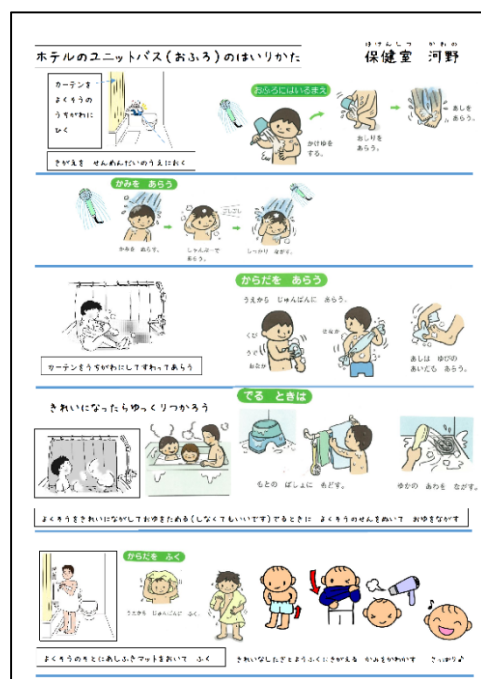 ほけんしつ かわの
ホテルのユニットバス(おふろ)のはいりかた 保健室 河野
カーテンを
よくそうの
うちがわに
ひく
きがえを せんめんだいのうえにおく
おふろにはいるまえ
かけゆを
する。
おしりを
あらう。
あしを
あらう。
かみを あらう
かみを あらす。
しゃんぷーで
あらう。
ゴシゴシ
しっかり ながす。
からだを あらう
うえから じゅんばんに あらう。
くび
うで
おなか
せなか
あしは ゆびの
あいだも あらう。
カーテンをうちがわにしてすわってあらう
きれいになったらゆっくりつかろう
でる ときは
もとの ばしょに もどす。
ゆかの あわを ながす。
よくそうをきれいにながしておゆをためる(しなくてもいいです)でるときに よくそうのせんをぬいて おゆをながす
からだを ふく
うえから じゅんばんに ふく。
よくそうのそとにあしふきマットをおいて ふく
きれいなしたぎとようふくにきがえる かみをかわかす さっぱり♪